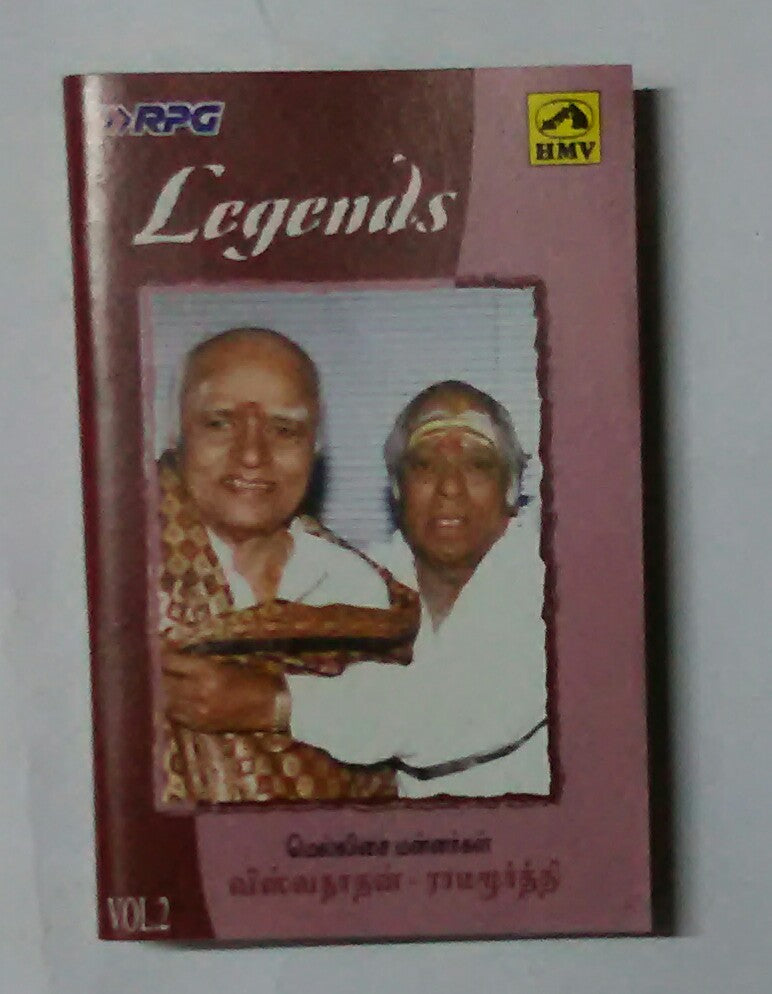 RPG
HMV
Legends
மெல்லிசை மன்னர்கள்
விஸ்வநாதன் - ராமமூர்த்தி
VOL.2